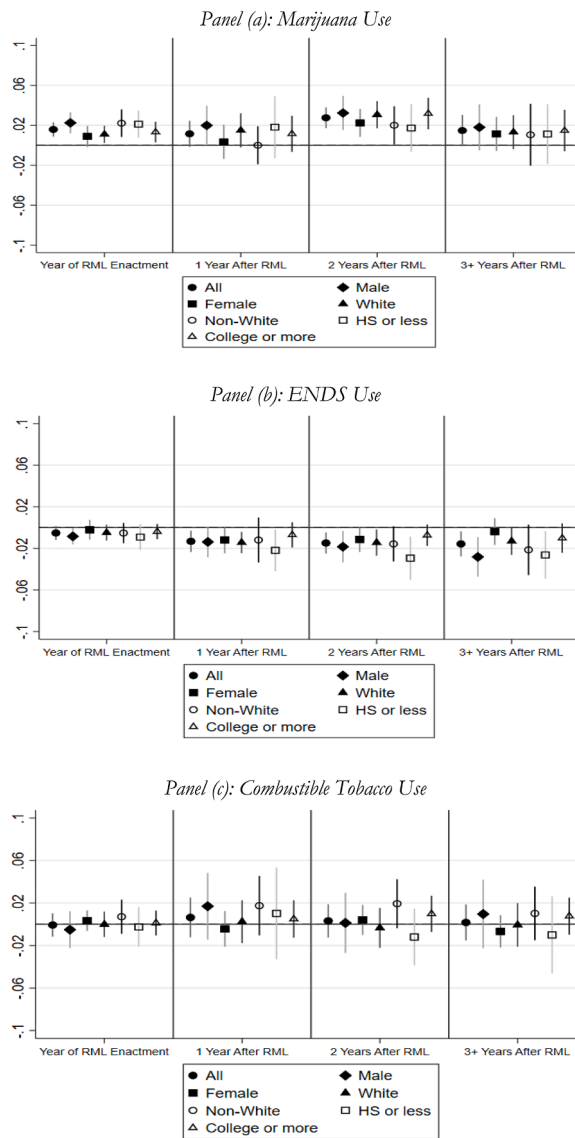 Panel (a): Marijuana Use
.1
.06
.02
-.02
-.06
-.1
Year of RML Enactment 1 Year After RML 2 Years After RML 3+ Years After RML
All Male
Female White
Non-White HS or less
College or more
Panel (b): ENDS Use
.1
.06
.02
-.02
-.06
-.1
Year of RML Enactment 1 Year After RML 2 Years After RML 3+ Years After RML
All Male
Female White
Non-White HS or less
College or more
Panel (c): Combustible Tobacco Use
.1
.06
.02
-.02
-.06
-.1
Year of RML Enactment 1 Year After RML 2 Years After RML 3+ Years After RML
All Male
Female White
Non-White HS or less
College or more